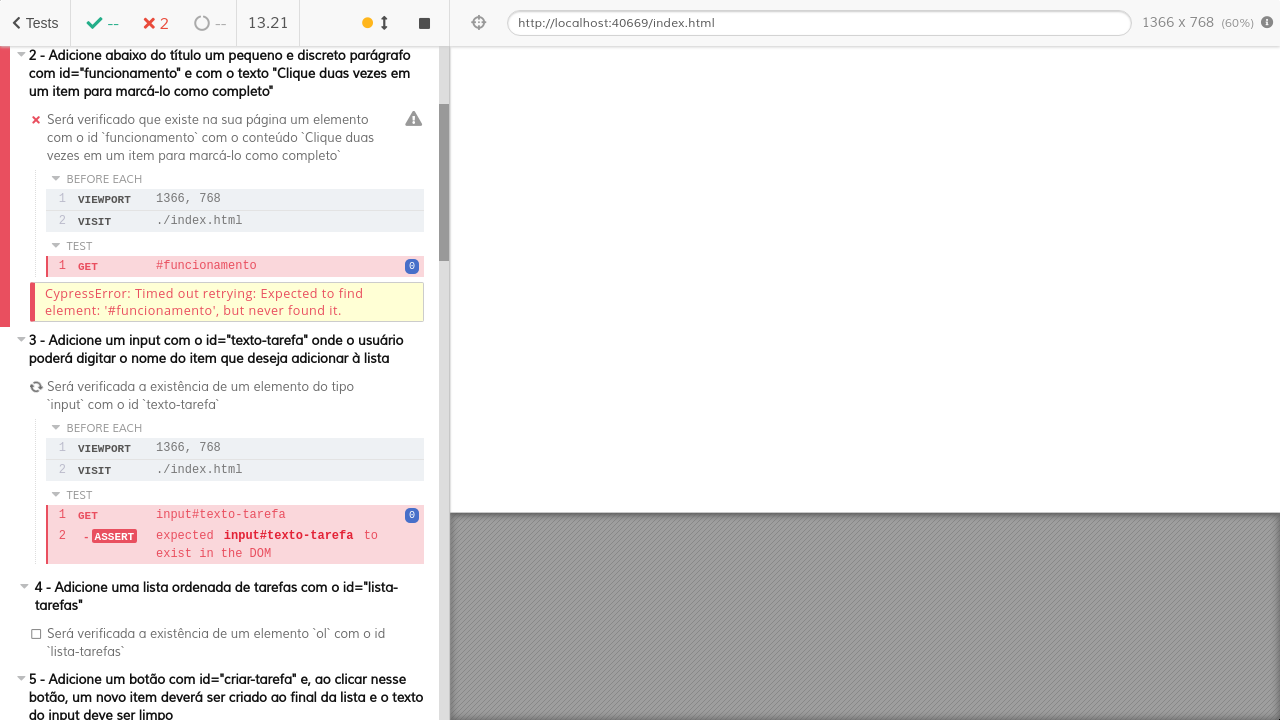 Tests
--
2
--
13.21
http://localhost:40669/index.html
1366 x 768 (60%)
2 - Adicione abaixo do título um pequeno e discreto parágrafo
com id="funcionamento" e com o texto "Clique duas vezes em
um item para marcá-lo como completo"
Será verificado que existe na sua página um elemento
com o id `funcionamento` com o conteúdo `Clique duas
vezes em um item para marcá-lo como completo`
BEFORE EACH
1 VIEWPORT 1366, 768
2 VISIT ./index.html
TEST
1 GET #funcionamento 0
CypressError: Timed out retrying: Expected to find
element: '#funcionamento', but never found it.
3 - Adicione um input com o id="texto-tarefa" onde o usuário
poderá digitar o nome do item que deseja adicionar à lista
Será verificada a existência de um elemento do tipo
`input` com o id `texto-tarefa`
BEFORE EACH
1 VIEWPORT 1366, 768
2 VISIT ./index.html
TEST
1 GET input#texto-tarefa 0
2 -ASSERT expected input#texto-tarefa to
exist in the DOM
4 - Adicione uma lista ordenada de tarefas com o id="lista-
tarefas"
Será verificada a existência de um elemento `ol` com o id
`lista-tarefas`
5 - Adicione um botão com id="criar-tarefa" e, ao clicar nesse
botão, um novo item deverá ser criado ao final da lista e o texto
do input deve ser limpo